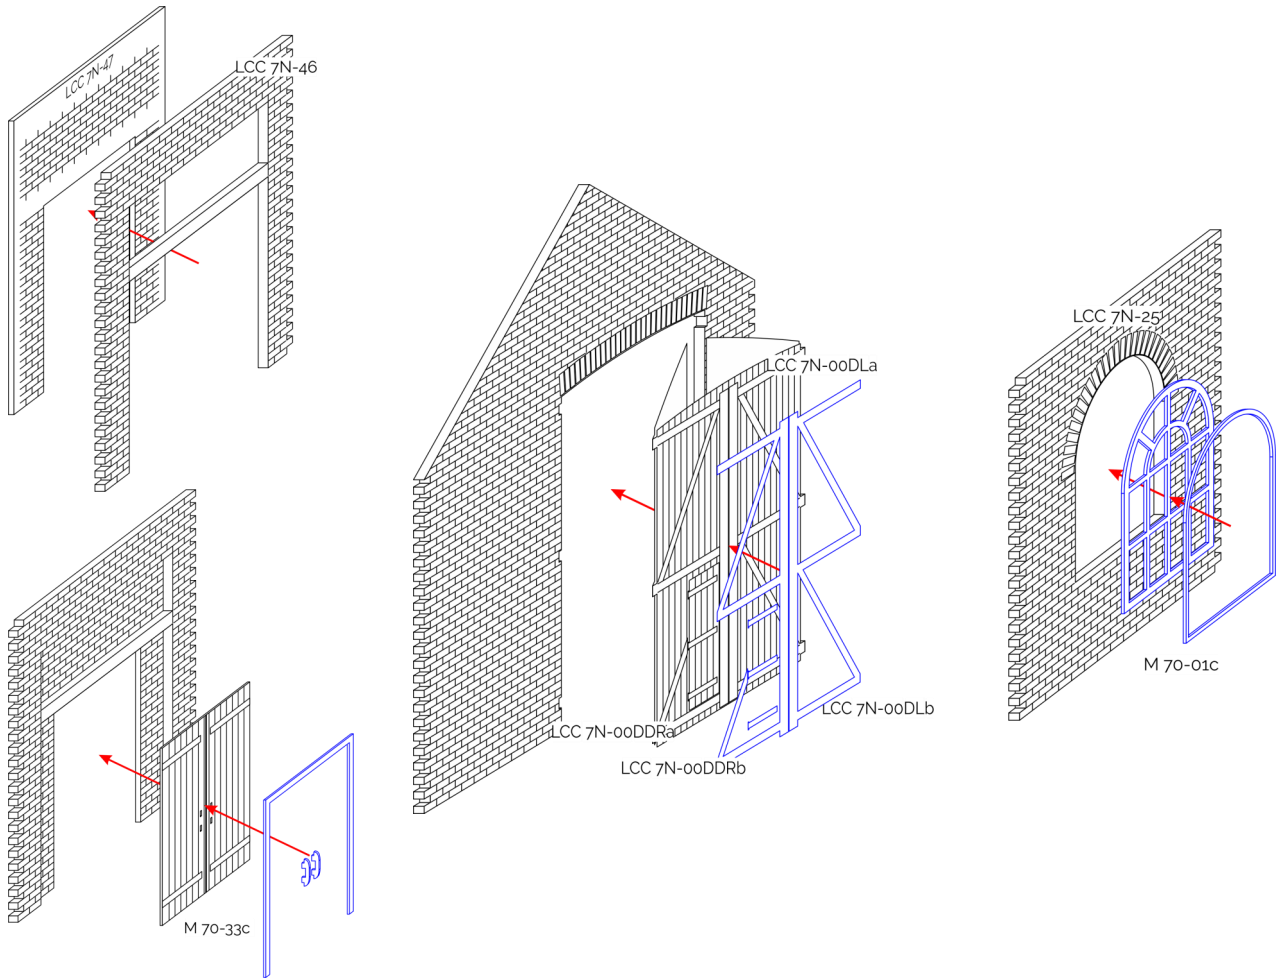 LCC 7N-47
LCC 7N-46
LCC 7N-00DLa
LCC 7N-25
M 70-01c
LCC 7N-00DLb
LCC 7N-00DDRa
LCC 7N-00DDRb
M 70-33c